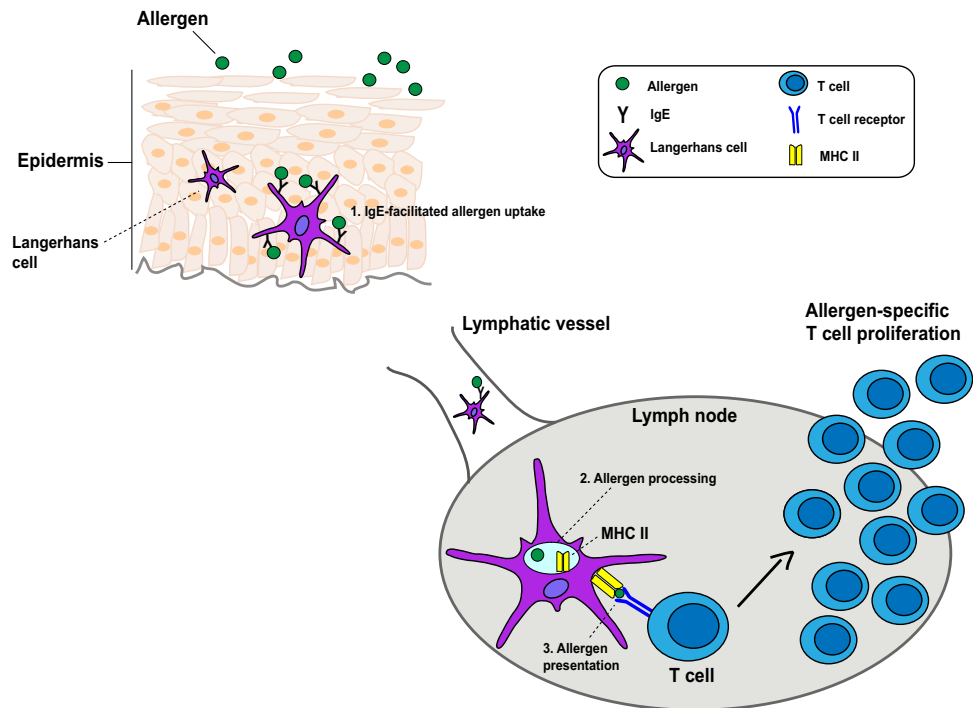 Allergen
Epidermis
Langerhans
cell
1. IgE-facilitated allergen uptake
Allergen
IgE
Langerhans cell
T cell
T cell receptor
MHC II
Lymphatic vessel
Allergen-specific
T cell proliferation
Lymph node
2. Allergen processing
MHC II
3. Allergen
presentation
T cell